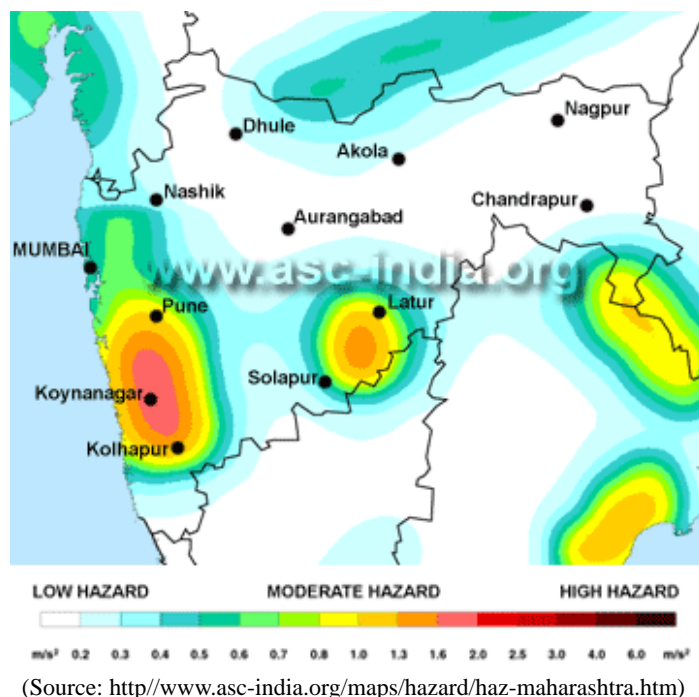 Nagpur
Dhule
Akola
Nashik
Chandrapur
Aurangabad
MUMBAI
www.asc-india.org
Pune
Latur
Solapur
Koynanagar
Kolhapur
LOW HAZARD MODERATE HAZARD HIGH HAZARD
m/s² 0.2 0.3 0.4 0.5 0.6 0.7 0.8 1.0 1.3 1.6 2.0 2.5 3.0 4.0 6.0 m/s²
(Source: http//www.asc-india.org/maps/hazard/haz-maharashtra.htm)